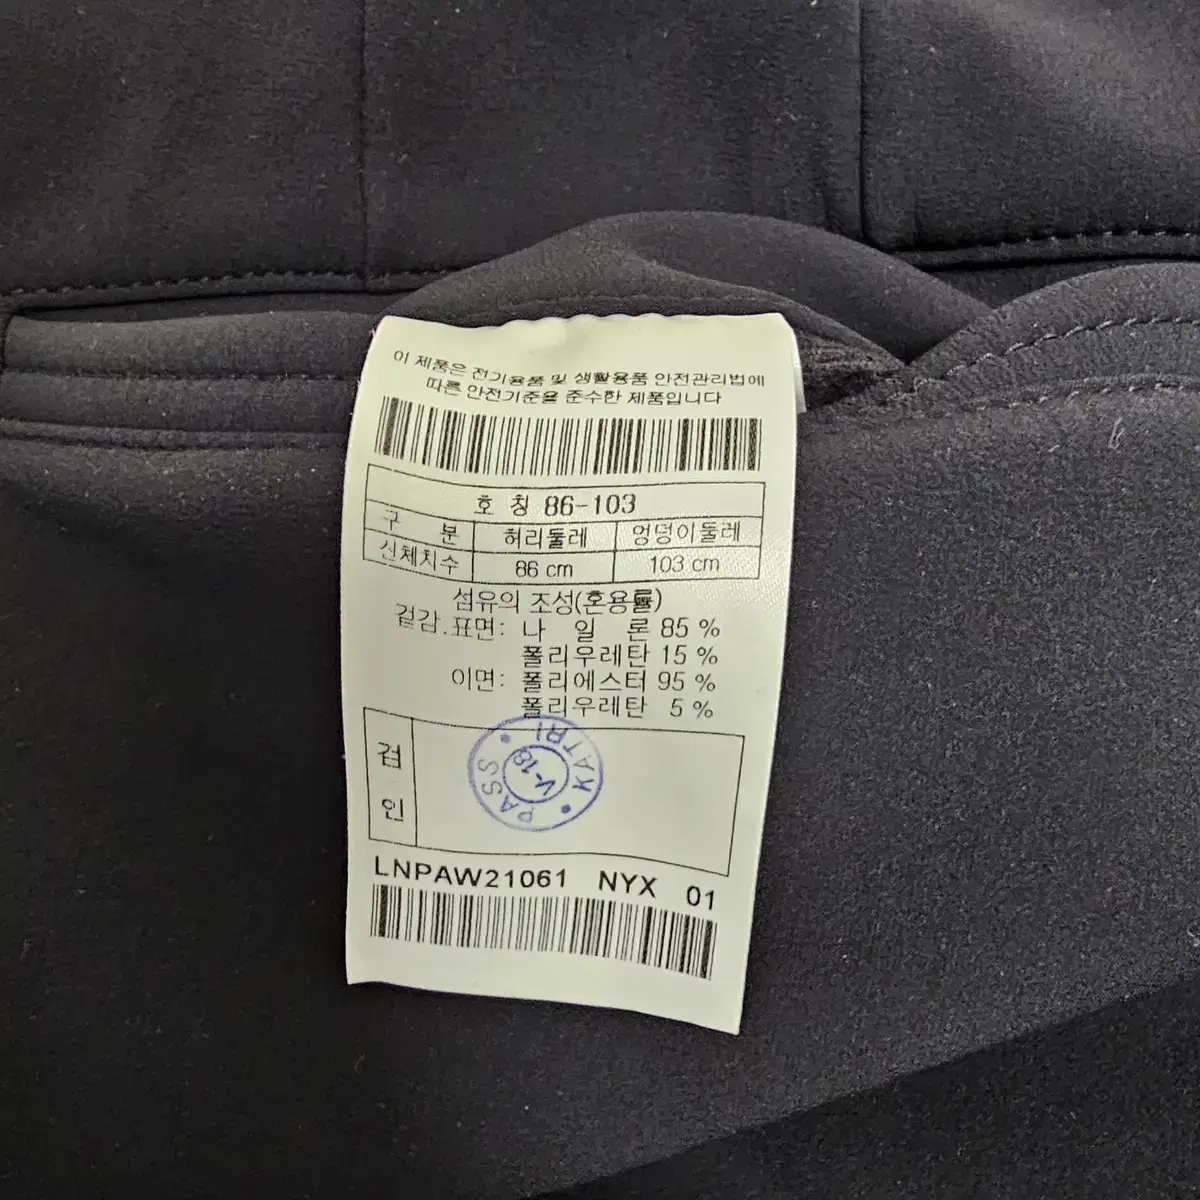 이 제품은 전기용품 및 생활용품 안전관리법에
따른 안전기준을 준수한 제품입니다
호 칭 86-103
구 분 허리둘레 엉덩이둘레
신체치수 86 cm 103 cm
섬유의 조성(혼용률)
겉감.표면: 나 일 론 85 %
폴리우레탄 15 %
이면: 폴리에스터 95 %
폴리우레탄 5 %
검 인
PASS KATRI
V-18
LNPAW21061 NYX 01